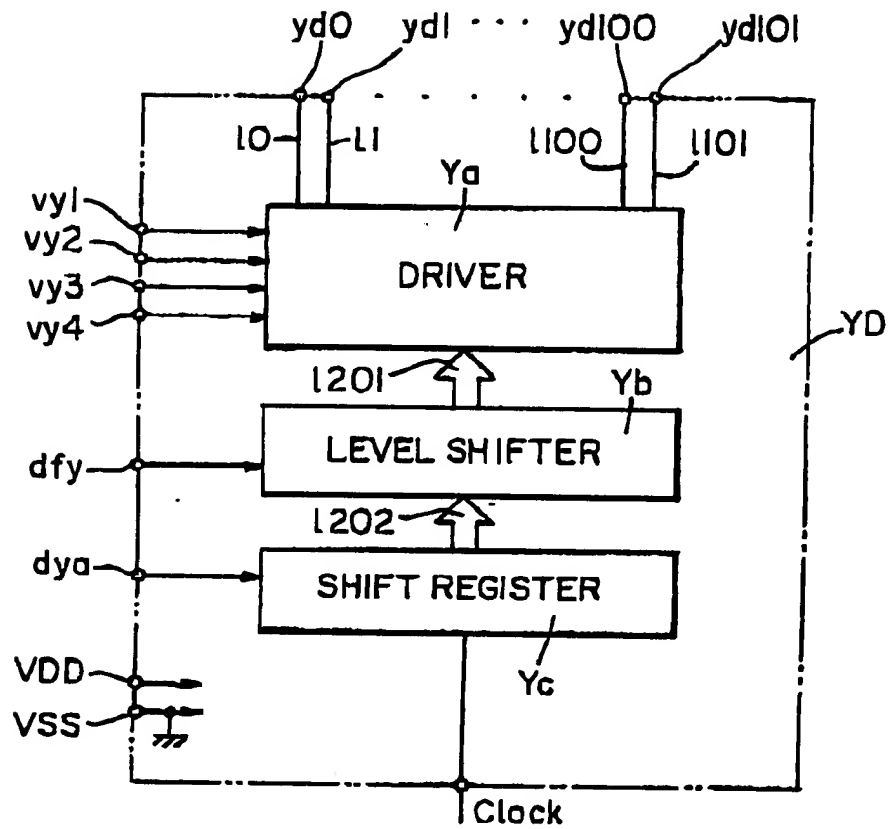 yd0 yd1 ... yd100 yd101
l0 l1 l100 l101
Ya
vy1
vy2
vy3
vy4
DRIVER
YD
l201
Yb
LEVEL SHIFTER
dfy
l202
dya
SHIFT REGISTER
Yc
VDD
VSS
Clock